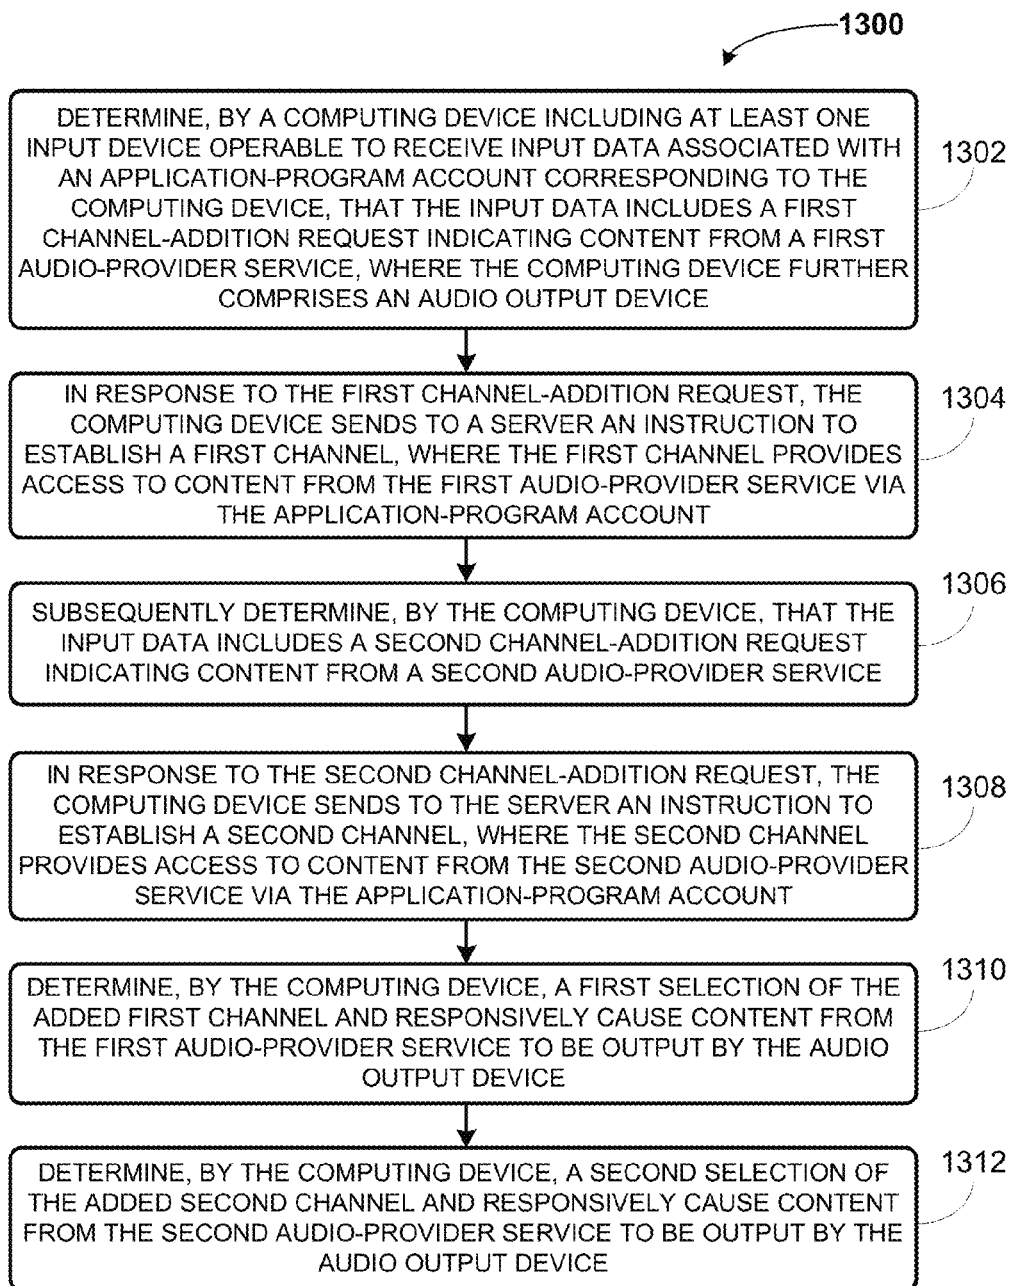 1300
DETERMINE, BY A COMPUTING DEVICE INCLUDING AT LEAST ONE
INPUT DEVICE OPERABLE TO RECEIVE INPUT DATA ASSOCIATED WITH
AN APPLICATION-PROGRAM ACCOUNT CORRESPONDING TO THE
COMPUTING DEVICE, THAT THE INPUT DATA INCLUDES A FIRST
CHANNEL-ADDITION REQUEST INDICATING CONTENT FROM A FIRST
AUDIO-PROVIDER SERVICE, WHERE THE COMPUTING DEVICE FURTHER
COMPRISES AN AUDIO OUTPUT DEVICE
1302
IN RESPONSE TO THE FIRST CHANNEL-ADDITION REQUEST, THE
COMPUTING DEVICE SENDS TO A SERVER AN INSTRUCTION TO
ESTABLISH A FIRST CHANNEL, WHERE THE FIRST CHANNEL PROVIDES
ACCESS TO CONTENT FROM THE FIRST AUDIO-PROVIDER SERVICE VIA
THE APPLICATION-PROGRAM ACCOUNT
1304
SUBSEQUENTLY DETERMINE, BY THE COMPUTING DEVICE, THAT THE
INPUT DATA INCLUDES A SECOND CHANNEL-ADDITION REQUEST
INDICATING CONTENT FROM A SECOND AUDIO-PROVIDER SERVICE
1306
IN RESPONSE TO THE SECOND CHANNEL-ADDITION REQUEST, THE
COMPUTING DEVICE SENDS TO THE SERVER AN INSTRUCTION TO
ESTABLISH A SECOND CHANNEL, WHERE THE SECOND CHANNEL
PROVIDES ACCESS TO CONTENT FROM THE SECOND AUDIO-PROVIDER
SERVICE VIA THE APPLICATION-PROGRAM ACCOUNT
1308
DETERMINE, BY THE COMPUTING DEVICE, A FIRST SELECTION OF THE
ADDED FIRST CHANNEL AND RESPONSIVELY CAUSE CONTENT FROM
THE FIRST AUDIO-PROVIDER SERVICE TO BE OUTPUT BY THE AUDIO
OUTPUT DEVICE
1310
DETERMINE, BY THE COMPUTING DEVICE, A SECOND SELECTION OF
THE ADDED SECOND CHANNEL AND RESPONSIVELY CAUSE CONTENT
FROM THE SECOND AUDIO-PROVIDER SERVICE TO BE OUTPUT BY THE
AUDIO OUTPUT DEVICE
1312